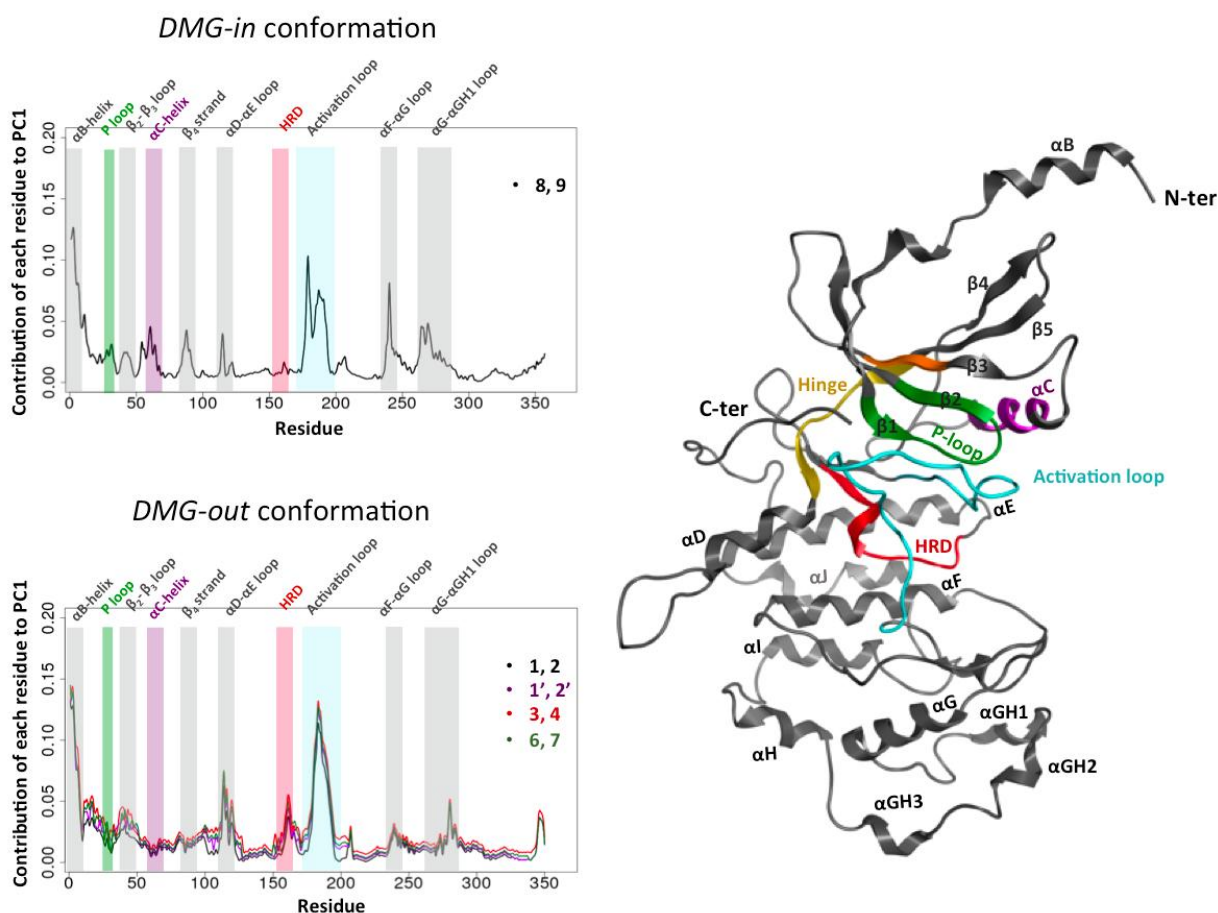 DMG-in conformation
αB-helix
P loop
β2- β3 loop
αC-helix
β4 strand
αD-αE loop
HRD
Activation loop
αF-αG loop
αG-αGH1 loop
Contribution of each residue to PC1
0.20
0.15
0.10
0.05
0.00
8, 9
0 50 100 150 200 250 300 350
Residue
DMG-out conformation
αB-helix
P loop
β2- β3 loop
αC-helix
β4 strand
αD-αE loop
HRD
Activation loop
αF-αG loop
αG-αGH1 loop
Contribution of each residue to PC1
0.20
0.15
0.10
0.05
0.00
1, 2
1’, 2’
3, 4
6, 7
0 50 100 150 200 250 300 350
Residue
αB
N-ter
β4
β5
β3
Hinge
αC
β2
C-ter
β1
P-loop
Activation loop
αE
αD
HRD
αJ
αF
αI
αG
αGH1
αH
αGH2
αGH3